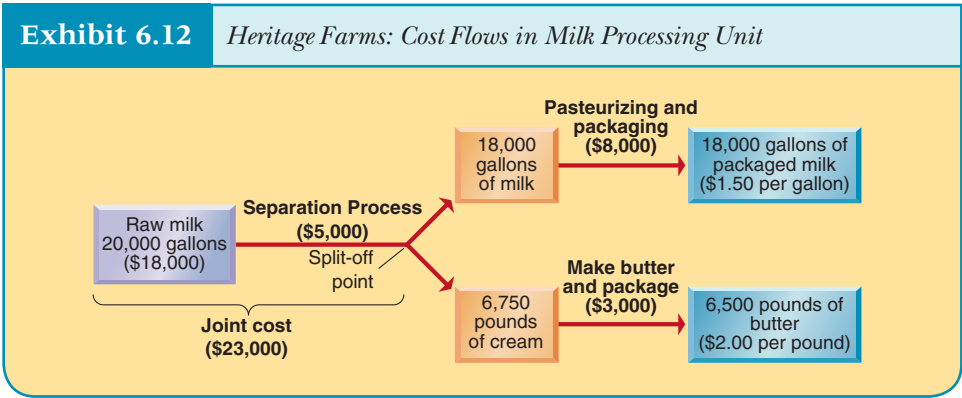 Exhibit 6.12
Heritage Farms: Cost Flows in Milk Processing Unit
Raw milk
20,000 gallons
($18,000)
Separation Process
($5,000)
Split-off
point
Joint cost
($23,000)
18,000
gallons
of milk
Pasteurizing and
packaging
($8,000)
18,000 gallons of
packaged milk
($1.50 per gallon)
6,750
pounds
of cream
Make butter
and package
($3,000)
6,500 pounds of
butter
($2.00 per pound)